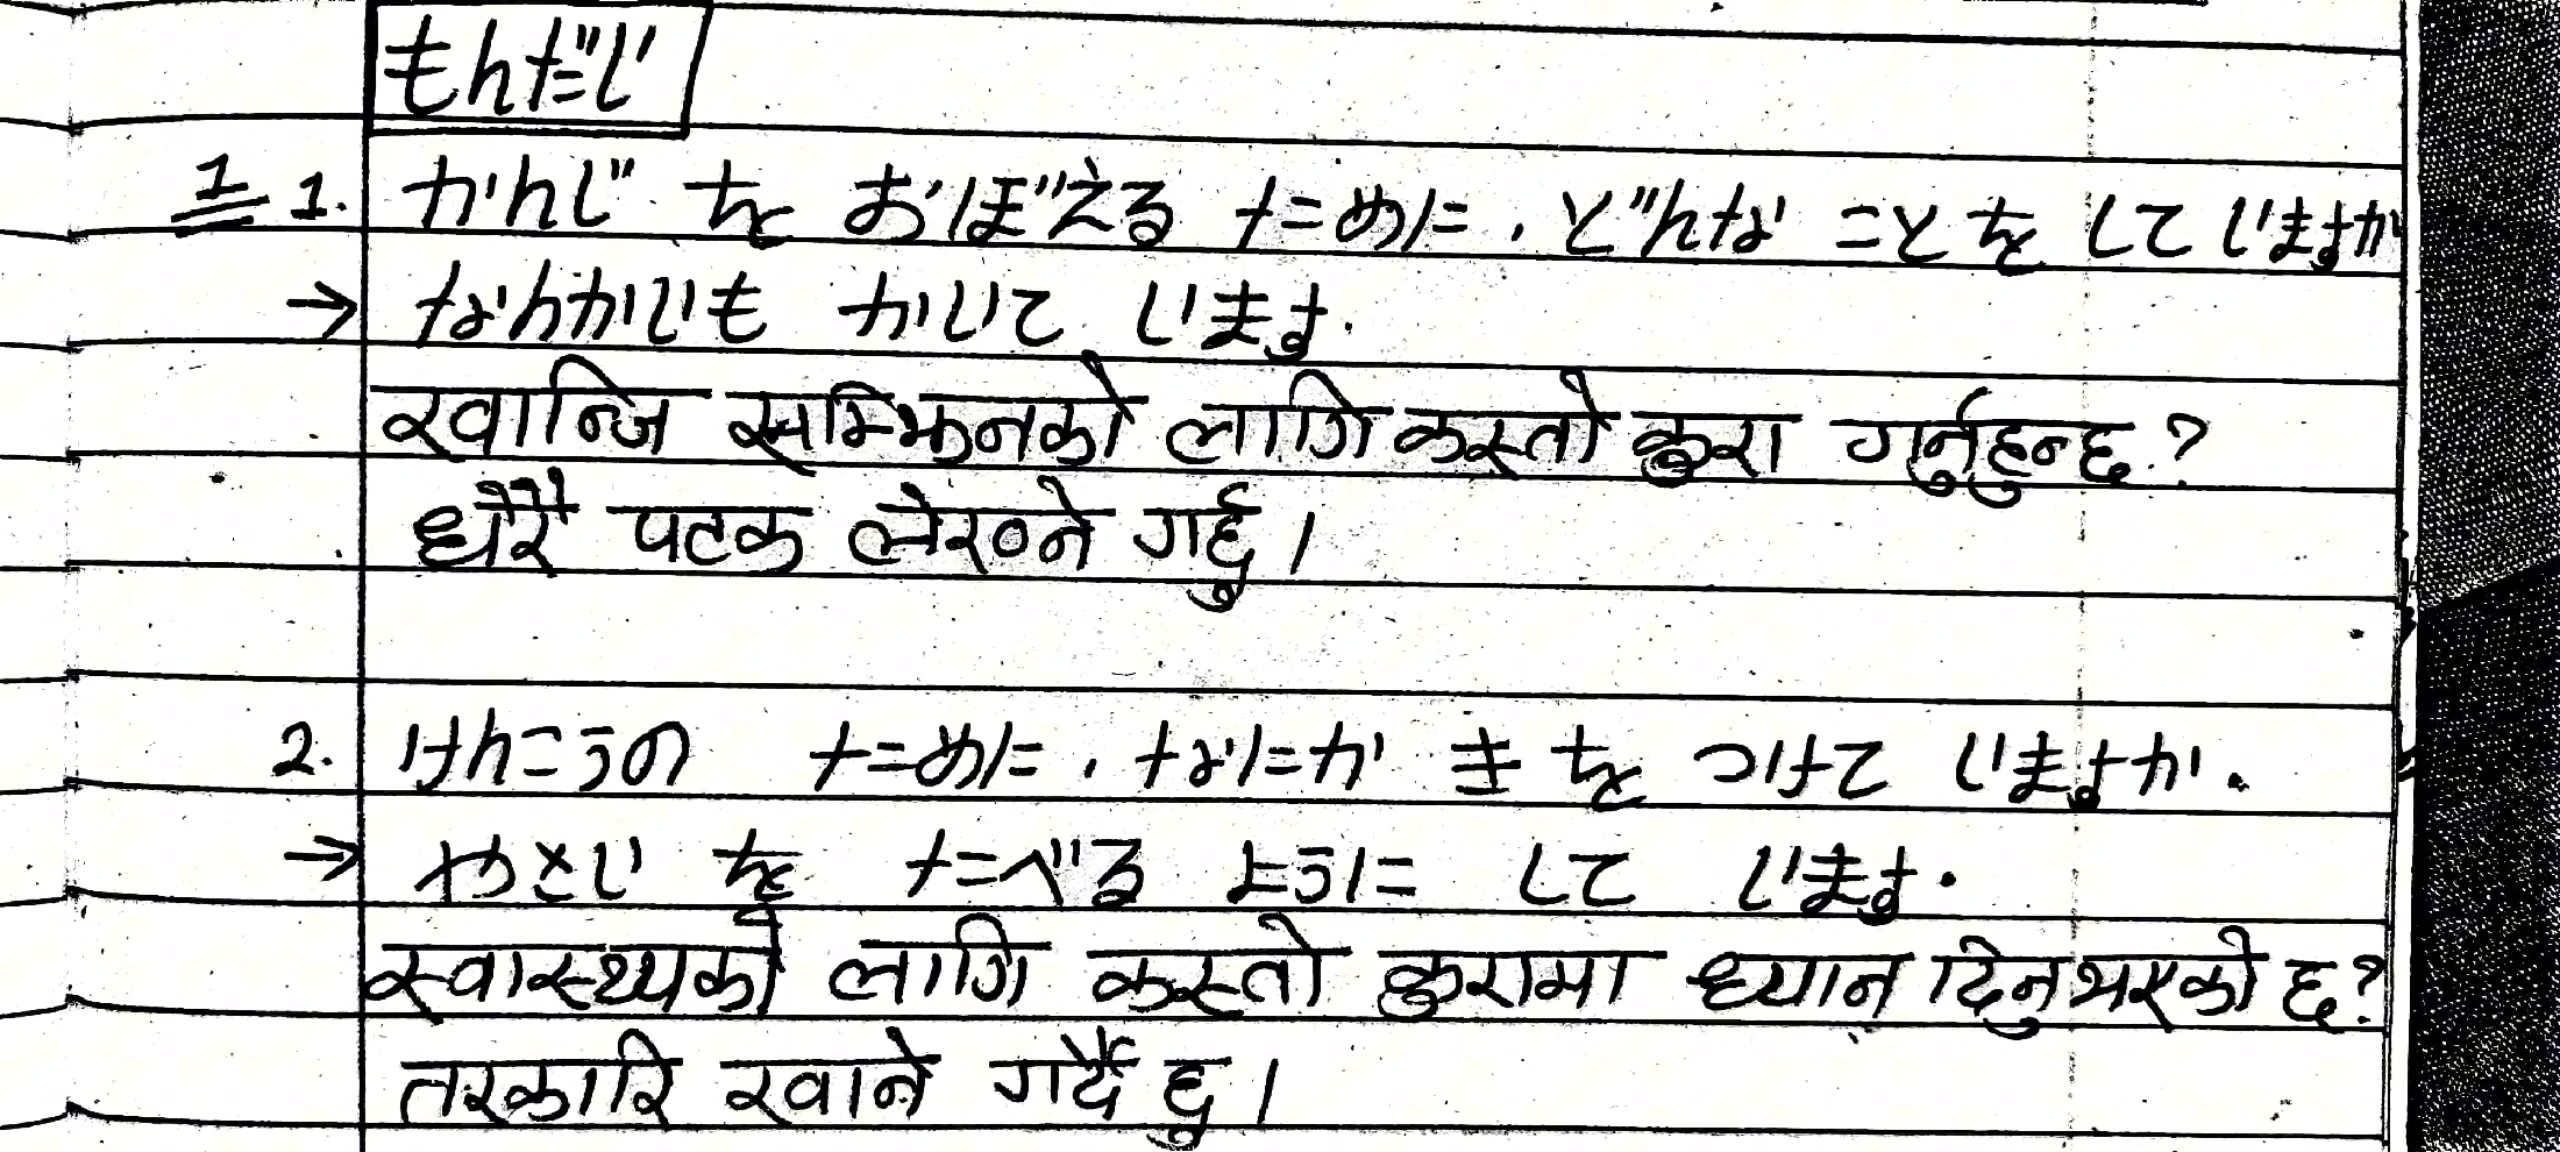 もんだい
1 1. かんじ を おぼえる ために, どんな ことを していますか
→ なんかいも かいて います.
खान्जि सम्झिनको लागि कस्तो कुरा गर्नुहुन्छ?
धेरै पटक लेख्ने गर्छु।
2. けんこうの ために, なにか き を つけて いますか.
→ やさい を たべる ように して います.
स्वास्थ्यको लागि कस्तो कुरामा ध्यान दिनु भएको छ?
तरकारि खाने गर्दै छु।